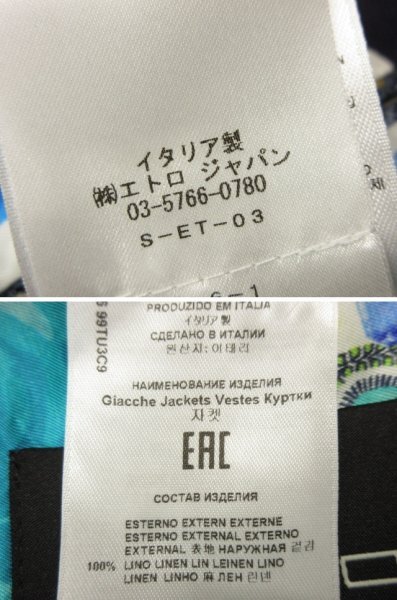 イタリア製
㈱エトロ ジャパン
03-5766-0780
S-ET-03
PRODUZIDO EM ITALIA
イタリア製
СДЕЛАНО В ИТАЛИИ
원산지: 이태리
НАИМЕНОВАНИЕ ИЗДЕЛИЯ
Giacche Jackets Vestes Куртки
자켓
EAC
СОСТАВ ИЗДЕЛИЯ
ESTERNO EXTERN EXTERNE
ESTERNO EXTERNAL EXTERNO
EXTERNAL 表地 НАРУЖНАЯ 겉감
100% LINO LINEN LIN LEINEN LINO
LINEN LINHO 麻 ЛЕН 린넨
99TU3C9